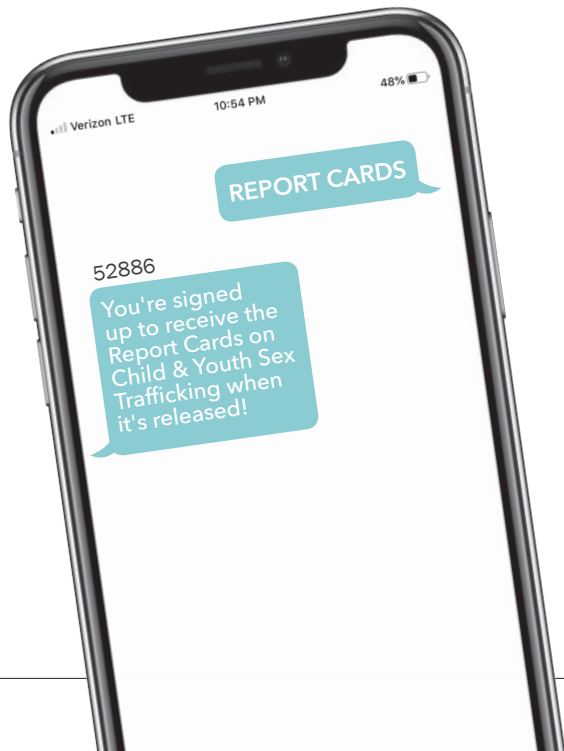 Verizon LTE
10:54 PM
48%
REPORT CARDS
52886
You're signed
up to receive the
Report Cards on
Child & Youth Sex
Trafficking when
it's released!